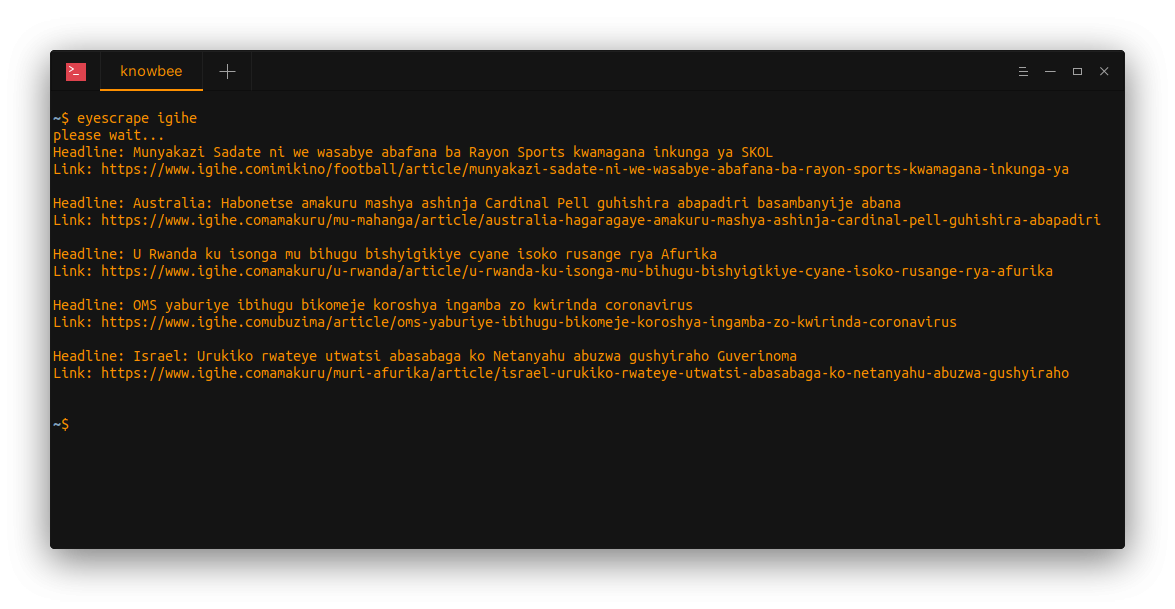 knowbee
~$ eyescrape igihe
please wait...
Headline: Munyakazi Sadate ni we wasabye abafana ba Rayon Sports kwamagana inkunga ya SKOL
Link: https://www.igihe.comimikino/football/article/munyakazi-sadate-ni-we-wasabye-abafana-ba-rayon-sports-kwamagana-inkunga-ya
Headline: Australia: Habonetse amakuru mashya ashinja Cardinal Pell guhishira abapadiri basambanyije abana
Link: https://www.igihe.comamakuru/mu-mahanga/article/australia-hagaragaye-amakuru-mashya-ashinja-cardinal-pell-guhishira-abapadiri
Headline: U Rwanda ku isonga mu bihugu bishyigikiye cyane isoko rusange rya Afurika
Link: https://www.igihe.comamakuru/u-rwanda/article/u-rwanda-ku-isonga-mu-bihugu-bishyigikiye-cyane-isoko-rusange-rya-afurika
Headline: OMS yaburiye ibihugu bikomeje koroshya ingamba zo kwirinda coronavirus
Link: https://www.igihe.comubuzima/article/oms-yaburiye-ibihugu-bikomeje-koroshya-ingamba-zo-kwirinda-coronavirus
Headline: Israel: Urukiko rwateye utwatsi abasabaga ko Netanyahu abuzwa gushyiraho Guverinoma
Link: https://www.igihe.comamakuru/muri-afurika/article/israel-urukiko-rwateye-utwatsi-abasabaga-ko-netanyahu-abuzwa-gushyiraho
~$